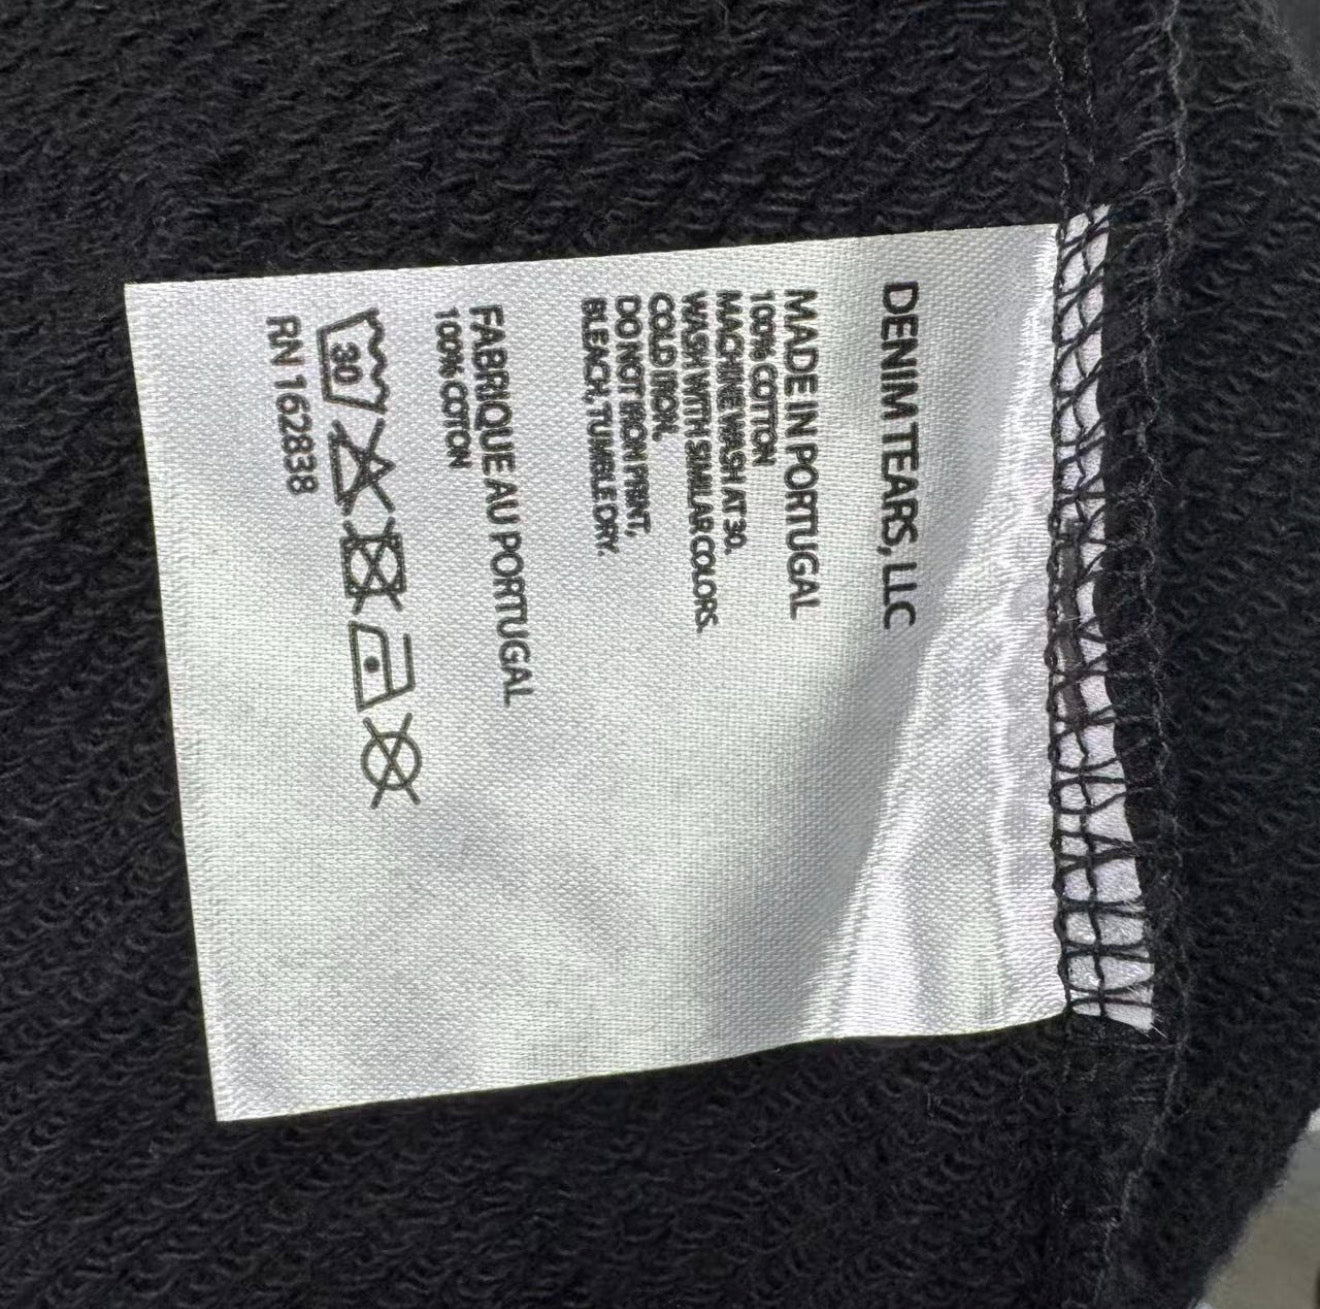 DENIM TEARS, LLC
MADE IN PORTUGAL
100% COTTON
MACHINE WASH AT 30.
WASH WITH SIMILAR COLORS.
COLD IRON.
DO NOT IRON PRINT,
BLEACH, TUMBLE DRY.
FABRIQUE AU PORTUGAL
100% COTON
30
RN 162838